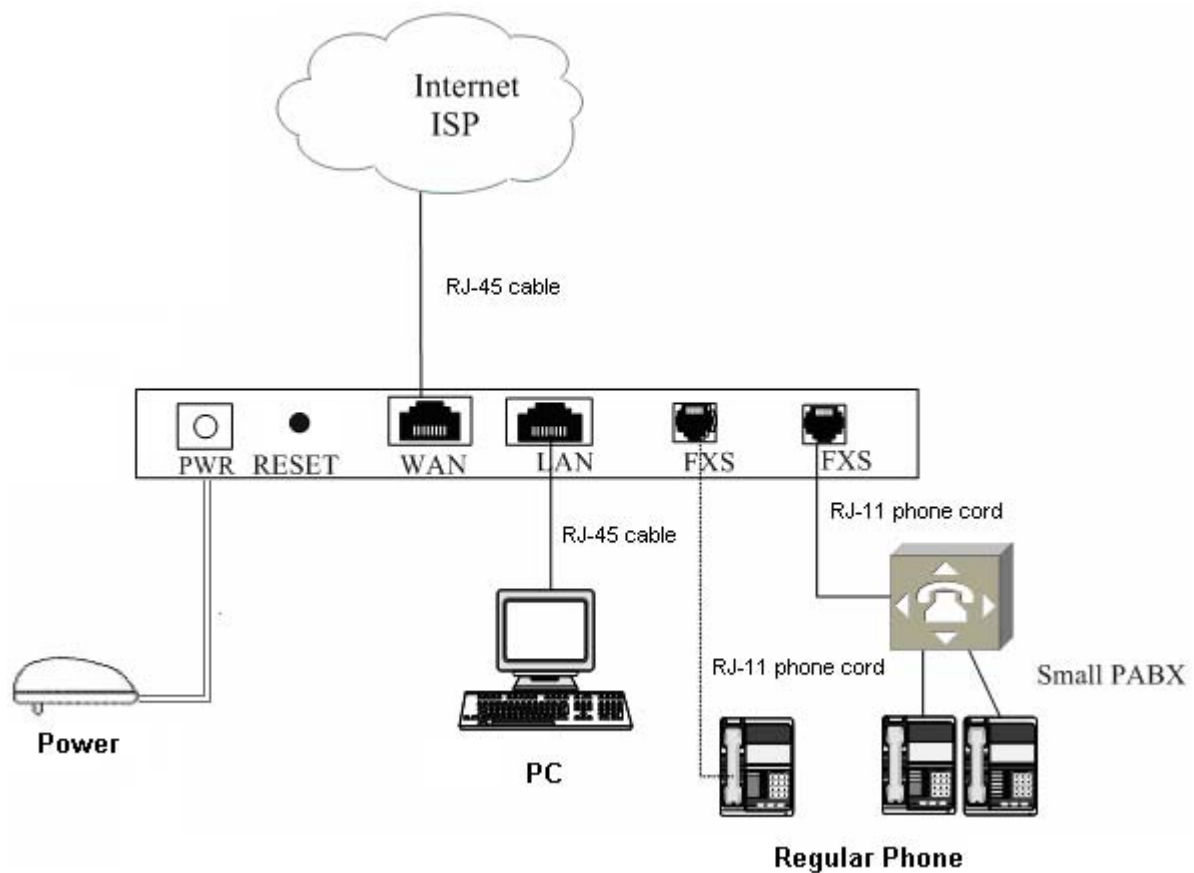 Internet
ISP
RJ-45 cable
PWR RESET WAN LAN FXS FXS
RJ-11 phone cord
RJ-45 cable
RJ-11 phone cord
Small PABX
Power
PC
Regular Phone